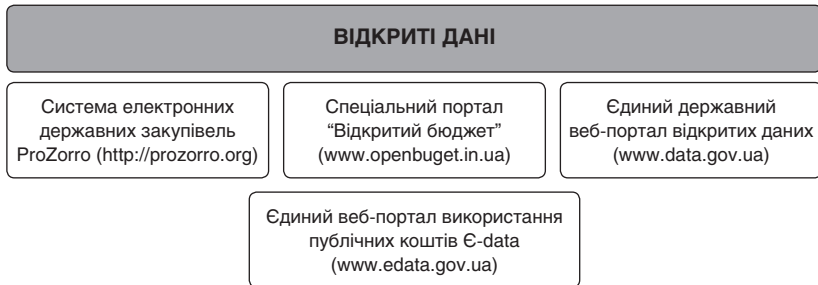 ВІДКРИТІ ДАНІ
Система електронних
державних закупівель
ProZorro (http://prozorro.org)
Спеціальний портал
“Відкритий бюджет”
(www.openbuget.in.ua)
Єдиний державний
веб-портал відкритих даних
(www.data.gov.ua)
Єдиний веб-портал використання
публічних коштів Є-data
(www.edata.gov.ua)